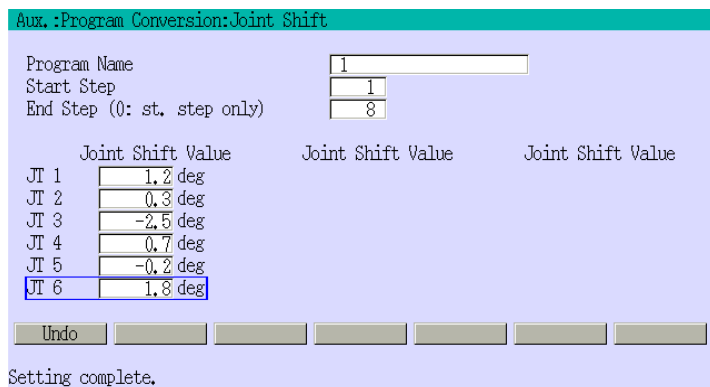 Aux.:Program Conversion:Joint Shift
Program Name 1
Start Step 1
End Step (0: st. step only) 8
Joint Shift Value Joint Shift Value Joint Shift Value
JT 1 1.2 deg
JT 2 0.3 deg
JT 3 -2.5 deg
JT 4 0.7 deg
JT 5 -0.2 deg
JT 6 1.8 deg
Undo
Setting complete.